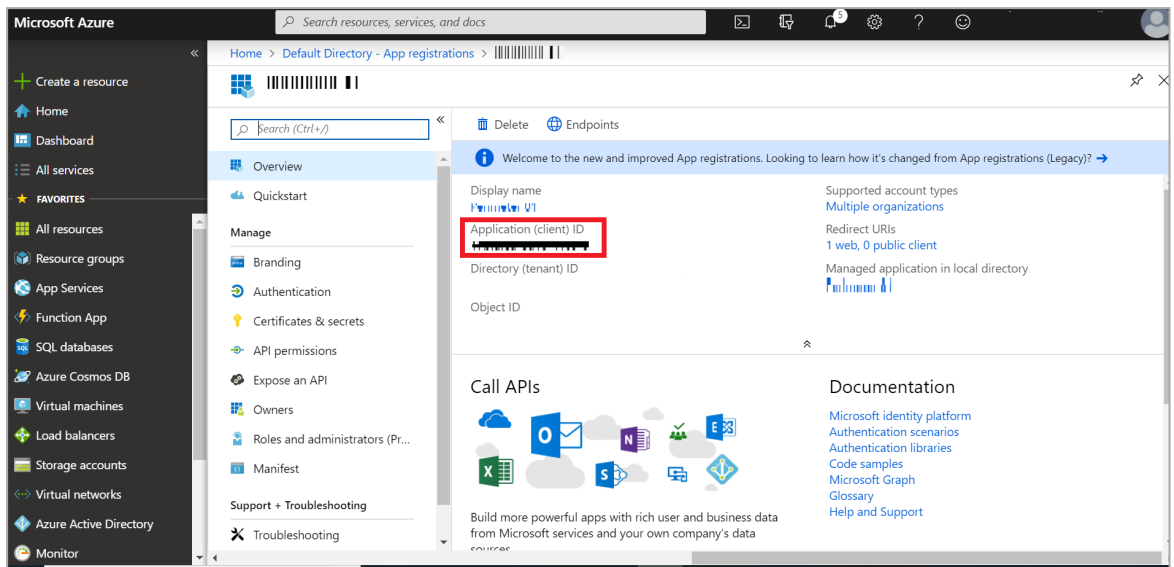 Microsoft Azure
Search resources, services, and docs
5
Home > Default Directory - App registrations >
Create a resource
Home
Dashboard
All services
FAVORITES
All resources
Resource groups
App Services
Function App
SQL databases
Azure Cosmos DB
Virtual machines
Load balancers
Storage accounts
Virtual networks
Azure Active Directory
Monitor
Search (Ctrl+/)
Overview
Quickstart
Manage
Branding
Authentication
Certificates & secrets
API permissions
Expose an API
Owners
Roles and administrators (Pr...
Manifest
Support + Troubleshooting
Troubleshooting
Delete
Endpoints
Welcome to the new and improved App registrations. Looking to learn how it's changed from App registrations (Legacy)?
Display name
Application (client) ID
Directory (tenant) ID
Object ID
Supported account types
Multiple organizations
Redirect URIs
1 web, 0 public client
Managed application in local directory
Call APIs
Build more powerful apps with rich user and business data
from Microsoft services and your own company's data
sources
Documentation
Microsoft identity platform
Authentication scenarios
Authentication libraries
Code samples
Microsoft Graph
Glossary
Help and Support